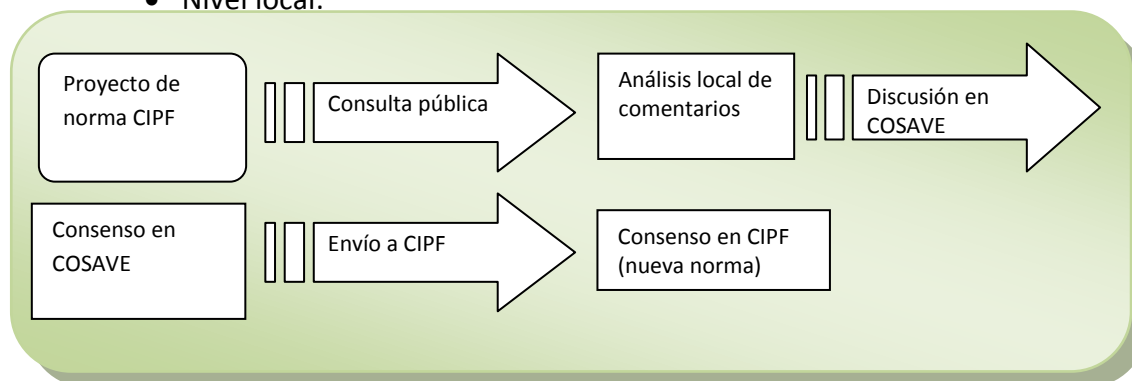 • Nivel local:
Proyecto de
norma CIPF
Consulta pública
Análisis local de
comentarios
Discusión en
COSAVE
Consenso en
COSAVE
Envío a CIPF
Consenso en CIPF
(nueva norma)